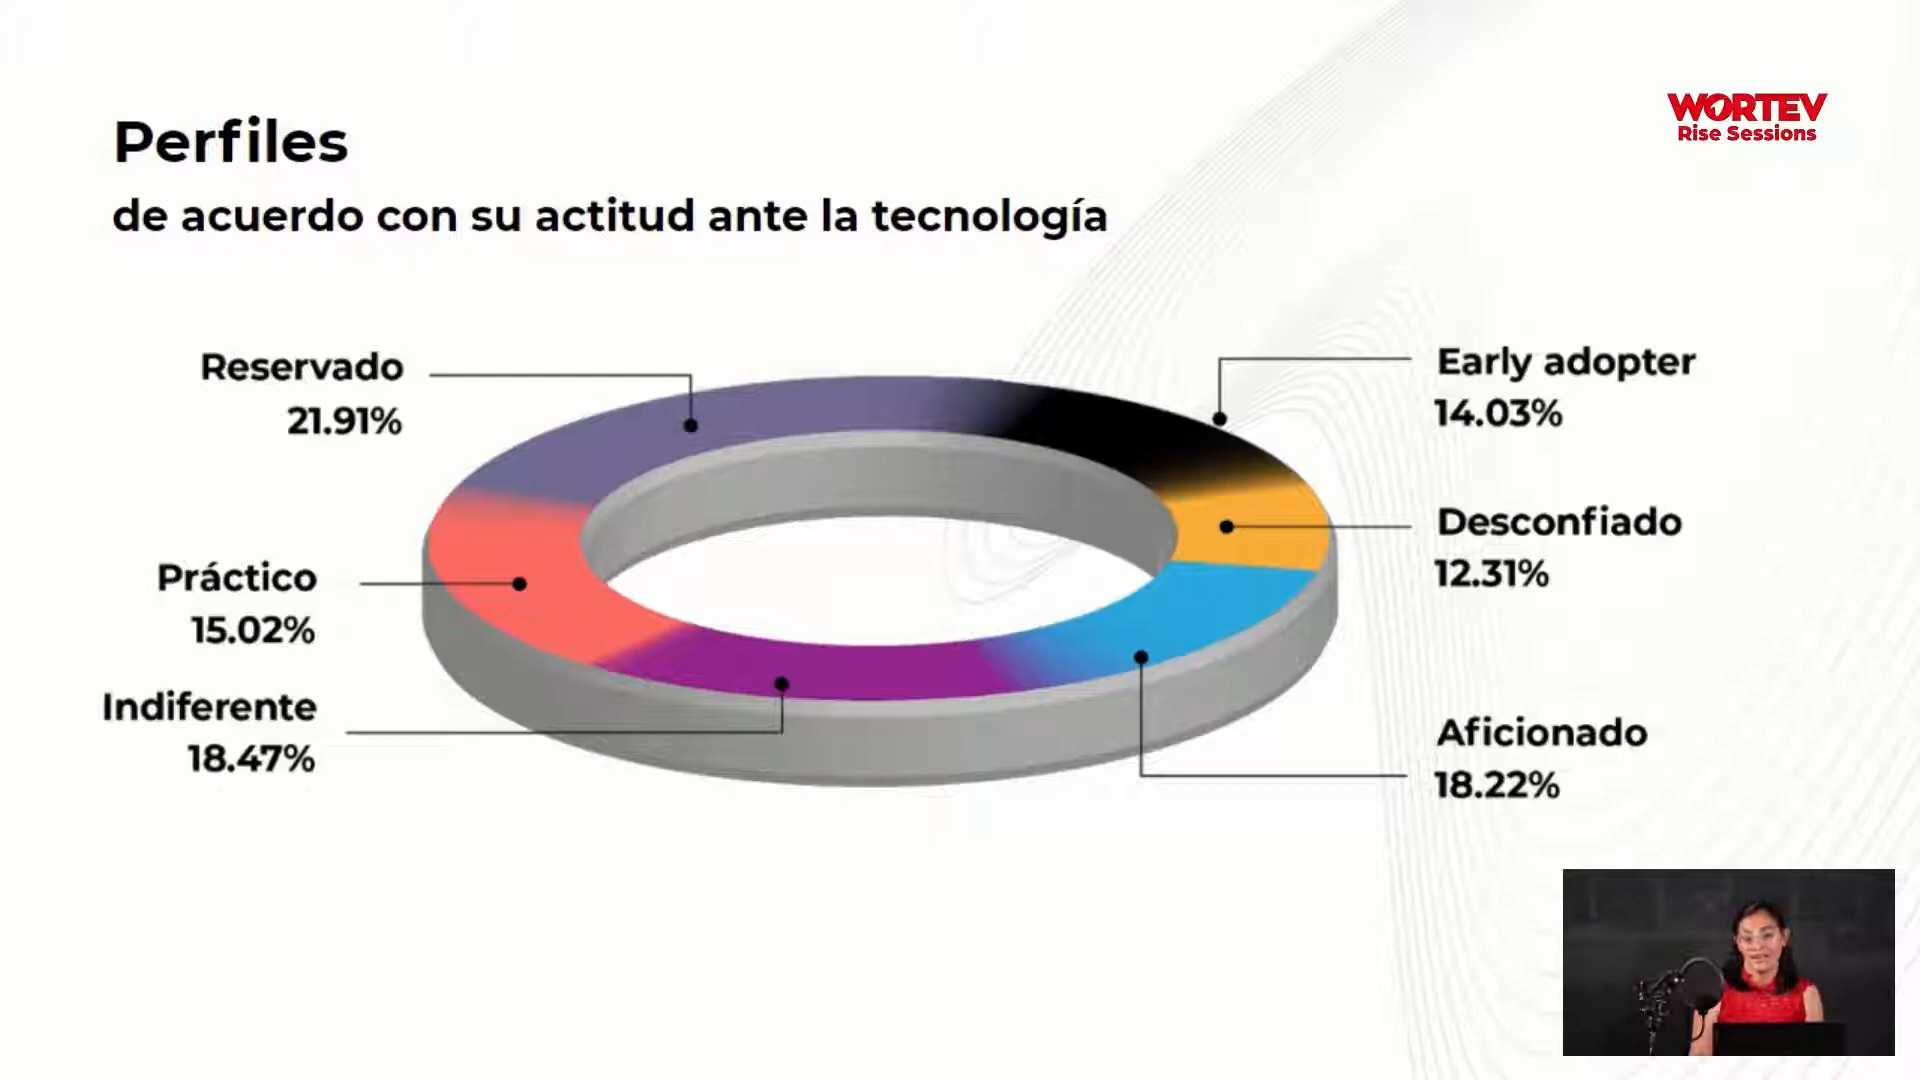 WORTEV
Rise Sessions
Perfiles
de acuerdo con su actitud ante la tecnología
Reservado
21.91%
Early adopter
14.03%
Desconfiado
12.31%
Práctico
15.02%
Indiferente
18.47%
Aficionado
18.22%